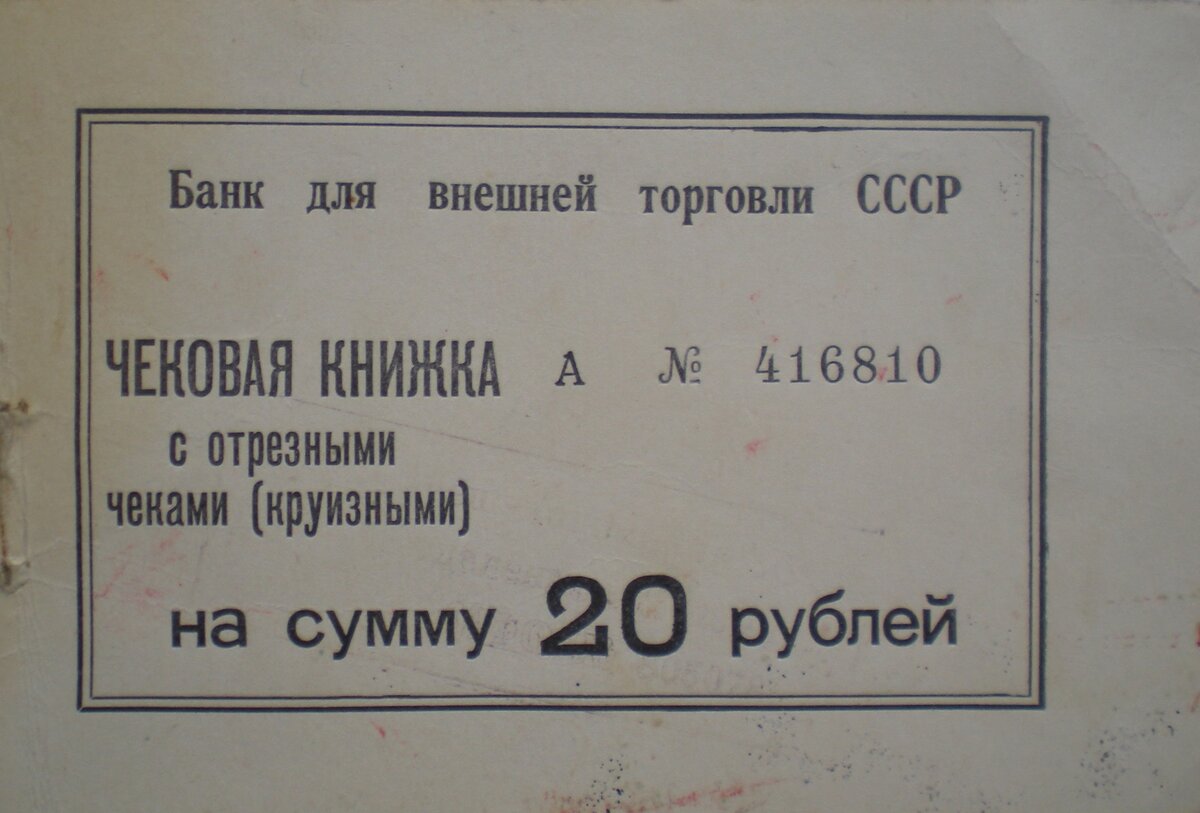 Банк для внешней торговли СССР
ЧЕКОВАЯ КНИЖКА А № 416810
с отрезными
чеками (круизными)
на сумму 20 рублей